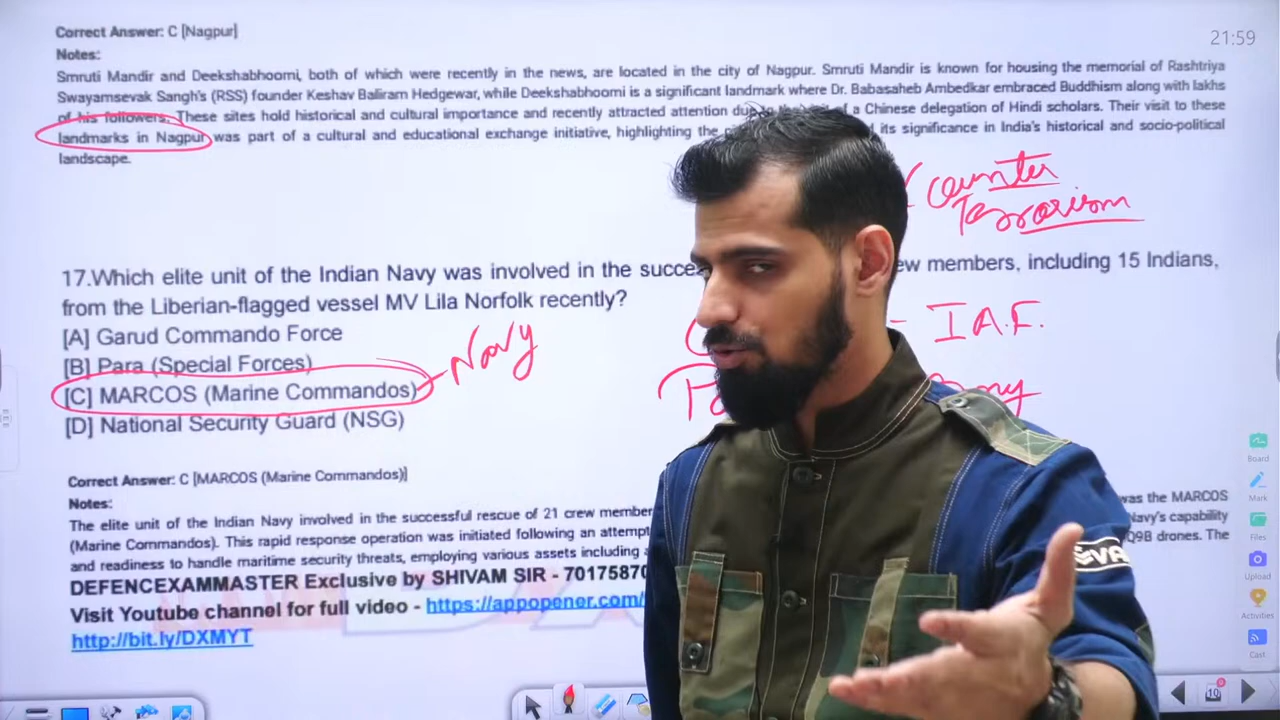 Correct Answer: C [Nagpur]
21:59
Notes:
Smruti Mandir and Deekshabhoomi, both of which were recently in the news, are located in the city of Nagpur. Smruti Mandir is known for housing the memorial of Rashtriya
Swayamsevak Sangh's (RSS) founder Keshav Baliram Hedgewar, while Deekshabhoomi is a significant landmark where Dr. Babasaheb Ambedkar embraced Buddhism along with lakhs
of his followers. These sites hold historical and cultural importance and recently attracted attention a Chinese delegation of Hindi scholars. Their visit to these
landmarks in Nagpur was part of a cultural and educational exchange initiative, highlighting the its significance in India's historical and socio-political
landscape.
Counter
Terrorism
17.Which elite unit of the Indian Navy was involved in the members, including 15 Indians,
from the Liberian-flagged vessel MV Lila Norfolk recently?
[A] Garud Commando Force
- I.A.F.
[B] Para (Special Forces)
Navy
[C] MARCOS (Marine Commandos)
[D] National Security Guard (NSG)
Correct Answer: C [MARCOS (Marine Commandos)]
Notes:
The elite unit of the Indian Navy involved in the successful rescue of 21 crew was the MARCOS
(Marine Commandos). This rapid response operation was initiated following an capability
and readiness to handle maritime security threats, employing various assets including drones. The
DEFENCEXAMMASTER Exclusive by SHIVAM SIR - 70175870
Visit Youtube channel for full video - https://appopener.com/
http://bit.ly/DXMYT
Board
Mark
Files
Upload
Activities
Cast
10